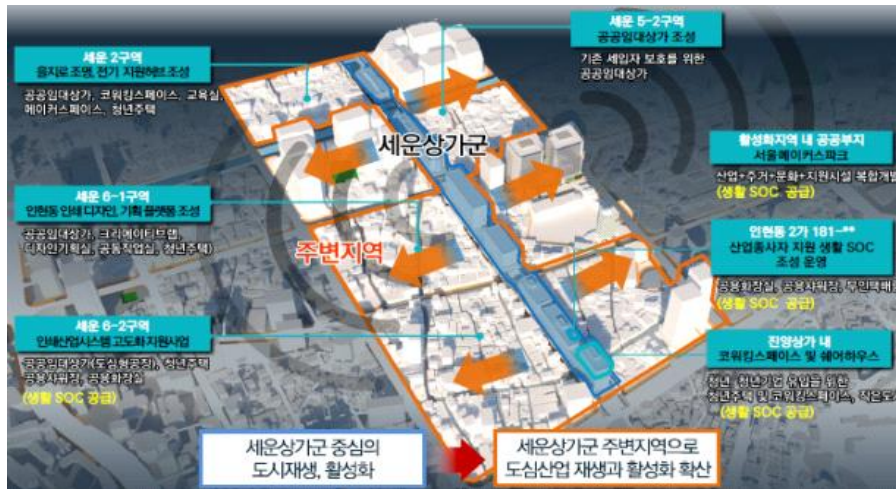 세운 2구역
을지로 조명, 전기 지원허브 조성
공공임대상가, 코워킹스페이스, 교육실,
메이커스페이스, 청년주택
세운 5-2구역
공공임대상가 조성
기존 세입자 보호를 위한
공공임대상가
세운상가군
활성화지역 내 공공부지
서울메이커스파크
산업+주거+문화+지원시설 복합개발
(생활 SOC 공급)
세운 6-1구역
인현동 인쇄 디자인, 기획 플랫폼 조성
공공임대상가, 크리에이티브랩,
디자인기획실, 공동작업실, 청년주택)
주변지역
인현동 2가 181-**
산업종사자 지원 생활 SOC
조성 운영
공용화장실, 공용샤워장, 무인택배
(생활 SOC 공급)
세운 6-2구역
인쇄산업시스템 고도화 지원사업
공공임대상가(도심형공장), 청년주택
공용샤워장, 공용화장실
(생활 SOC 공급)
진양상가 내
코워킹스페이스 및 쉐어하우스
청년, 청년기업 유입을 위한
청년주택 및 코워킹스페이스, 작은도
(생활 SOC 공급)
세운상가군 중심의
도시재생, 활성화
세운상가군 주변지역으로
도심산업 재생과 활성화 확산